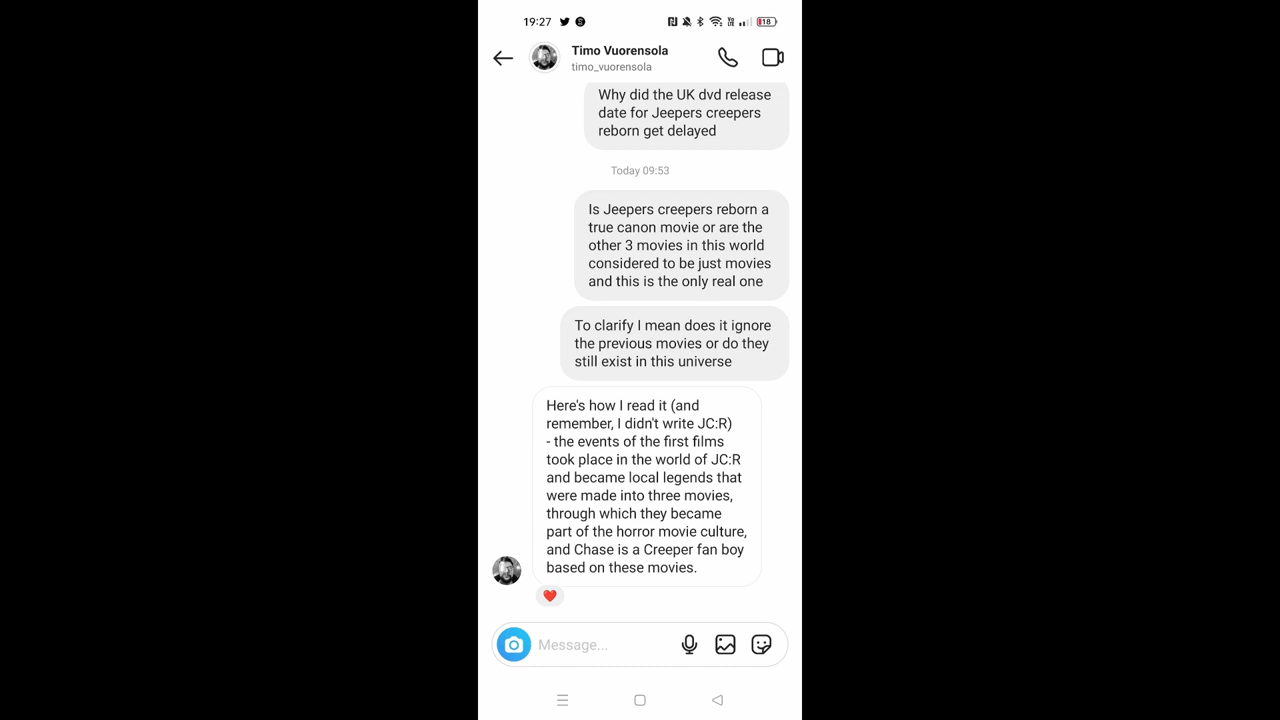 19:27
18
Timo Vuorensola
timo_vuorensola
Why did the UK dvd release
date for Jeepers creepers
reborn get delayed
Today 09:53
Is Jeepers creepers reborn a
true canon movie or are the
other 3 movies in this world
considered to be just movies
and this is the only real one
To clarify I mean does it ignore
the previous movies or do they
still exist in this universe
Here's how I read it (and
remember, I didn't write JC:R)
- the events of the first films
took place in the world of JC:R
and became local legends that
were made into three movies,
through which they became
part of the horror movie culture,
and Chase is a Creeper fan boy
based on these movies.
Message...